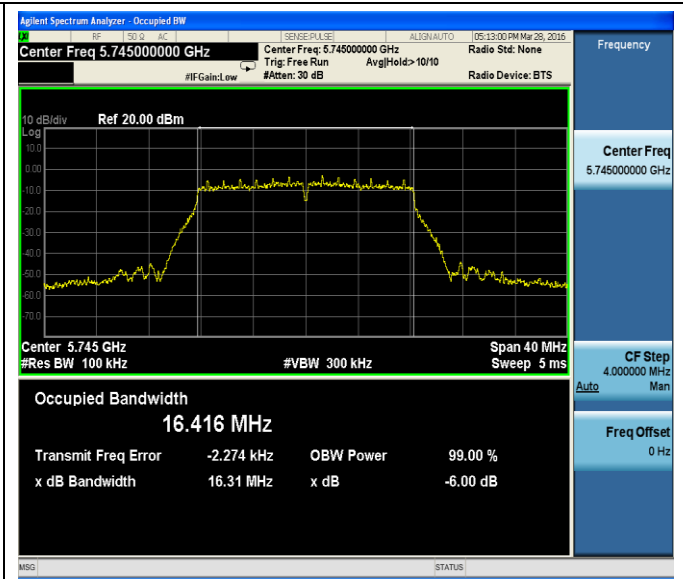 Agilent Spectrum Analyzer - Occupied BW
RF 50 Ω AC SENSE:PULSE ALIGNAUTO 05:13:00 PM Mar 28, 2016
Center Freq 5.745000000 GHz
Center Freq: 5.745000000 GHz
Radio Std: None
Trig: Free Run Avg|Hold:>10/10
#IFGain:Low
#Atten: 30 dB
Radio Device: BTS
10 dB/div Ref 20.00 dBm
Log
10.0
0.00
-10.0
-20.0
-30.0
-40.0
-50.0
-60.0
-70.0
Center 5.745 GHz Span 40 MHz
#Res BW 100 kHz #VBW 300 kHz Sweep 5 ms
Occupied Bandwidth
16.416 MHz
Transmit Freq Error -2.274 kHz OBW Power 99.00 %
x dB Bandwidth 16.31 MHz x dB -6.00 dB
MSG STATUS
Frequency
Center Freq
5.745000000 GHz
CF Step
4.000000 MHz
Auto Man
Freq Offset
0 Hz